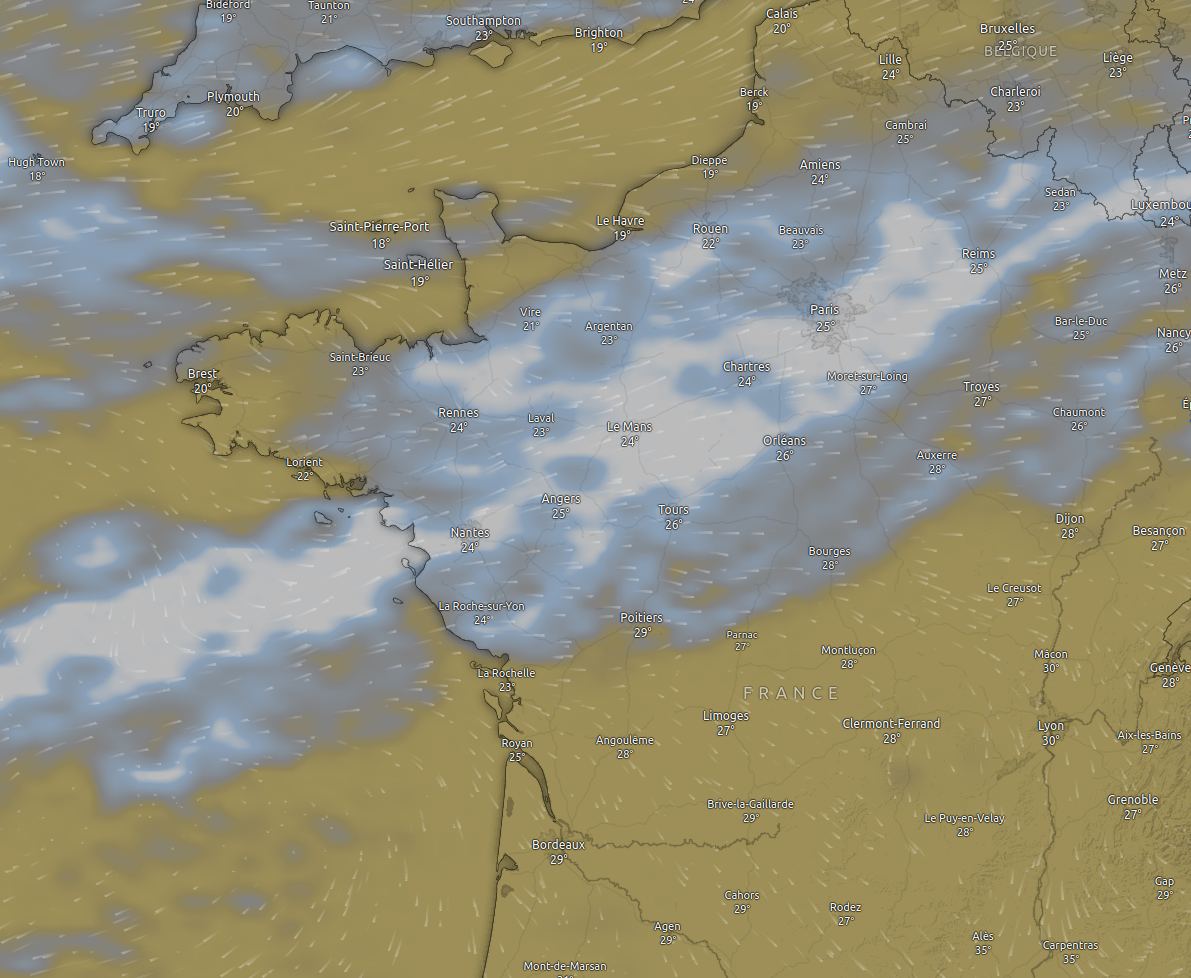 Bideford
19°
Taunton
21°
Southampton
23°
Brighton
19°
24°
Calais
20°
Bruxelles
25°
BELGIQUE
Lille
24°
Liège
23°
Truro
19°
Plymouth
20°
Berck
19°
Charleroi
23°
Cambrai
25°
Hugh Town
18°
Dieppe
19°
Amiens
24°
Sedan
23°
Luxembou
24°
Saint-Pierre-Port
18°
Le Havre
19°
Rouen
22°
Beauvais
23°
Reims
25°
Saint-Hélier
19°
Metz
26°
Vire
21°
Argentan
23°
Paris
25°
Bar-le-Duc
25°
Nancy
26°
Brest
20°
Saint-Brieuc
23°
Chartres
24°
Moret-sur-Loing
27°
Troyes
27°
Rennes
24°
Laval
23°
Le Mans
24°
Chaumont
26°
Orléans
26°
Auxerre
28°
Lorient
22°
Angers
25°
Tours
26°
Dijon
28°
Besançon
27°
Nantes
24°
Bourges
28°
Le Creusot
27°
La Roche-sur-Yon
24°
Poitiers
29°
Parnac
27°
Montluçon
28°
Mâcon
30°
Genève
28°
La Rochelle
23°
FRANCE
Limoges
27°
Clermont-Ferrand
28°
Lyon
30°
Aix-les-Bains
27°
Royan
25°
Angoulême
28°
Brive-la-Gaillarde
29°
Le Puy-en-Velay
28°
Grenoble
27°
Bordeaux
29°
Cahors
29°
Rodez
27°
Gap
29°
Agen
29°
Alès
35°
Carpentras
35°
Mont-de-Marsan